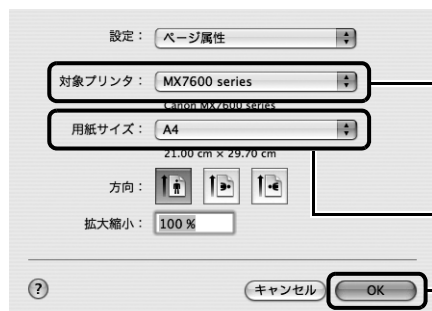 設定： ページ属性
対象プリンタ： MX7600 series
Canon MX7600 series
用紙サイズ： A4
21.00 cm × 29.70 cm
方向：
拡大縮小： 100 %
? キャンセル OK